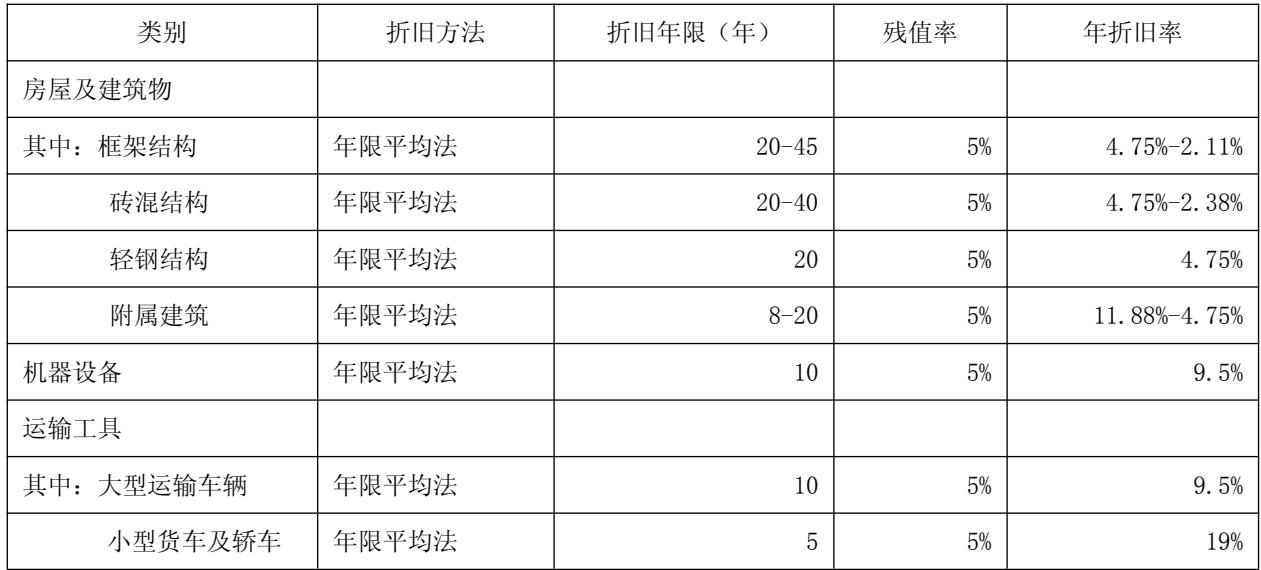 类别 折旧方法 折旧年限（年） 残值率 年折旧率
房屋及建筑物
其中：框架结构 年限平均法 20-45 5% 4.75%-2.11%
砖混结构 年限平均法 20-40 5% 4.75%-2.38%
轻钢结构 年限平均法 20 5% 4.75%
附属建筑 年限平均法 8-20 5% 11.88%-4.75%
机器设备 年限平均法 10 5% 9.5%
运输工具
其中：大型运输车辆 年限平均法 10 5% 9.5%
小型货车及轿车 年限平均法 5 5% 19%